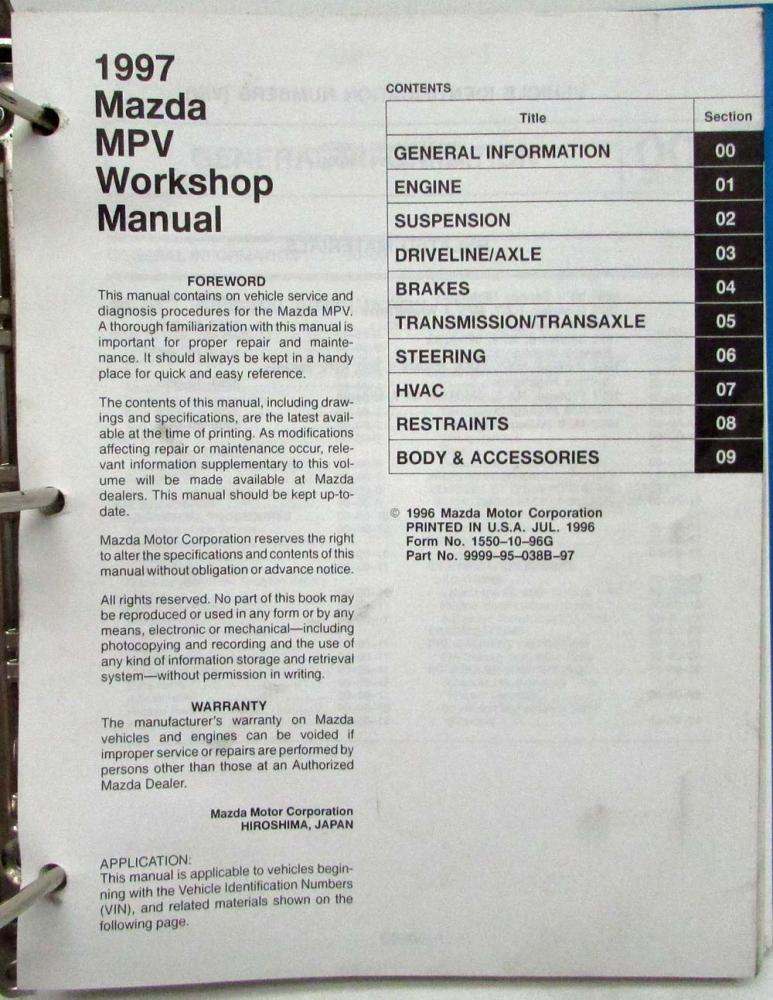 1997
Mazda
MPV
Workshop
Manual
FOREWORD
This manual contains on vehicle service and
diagnosis procedures for the Mazda MPV.
A thorough familiarization with this manual is
important for proper repair and mainte-
nance. It should always be kept in a handy
place for quick and easy reference.
The contents of this manual, including draw-
ings and specifications, are the latest avail-
able at the time of printing. As modifications
affecting repair or maintenance occur, rele-
vant information supplementary to this vol-
ume will be made available at Mazda
dealers. This manual should be kept up-to-
date.
Mazda Motor Corporation reserves the right
to alter the specifications and contents of this
manual without obligation or advance notice.
All rights reserved. No part of this book may
be reproduced or used in any form or by any
means, electronic or mechanical—including
photocopying and recording and the use of
any kind of information storage and retrieval
system—without permission in writing.
WARRANTY
The manufacturer's warranty on Mazda
vehicles and engines can be voided if
improper service or repairs are performed by
persons other than those at an Authorized
Mazda Dealer.
Mazda Motor Corporation
HIROSHIMA, JAPAN
APPLICATION:
This manual is applicable to vehicles begin-
ning with the Vehicle Identification Numbers
(VIN), and related materials shown on the
following page.
CONTENTS
Title Section
GENERAL INFORMATION 00
ENGINE 01
SUSPENSION 02
DRIVELINE/AXLE 03
BRAKES 04
TRANSMISSION/TRANSAXLE 05
STEERING 06
HVAC 07
RESTRAINTS 08
BODY & ACCESSORIES 09
© 1996 Mazda Motor Corporation
PRINTED IN U.S.A. JUL. 1996
Form No. 1550–10–96G
Part No. 9999–95–038B–97